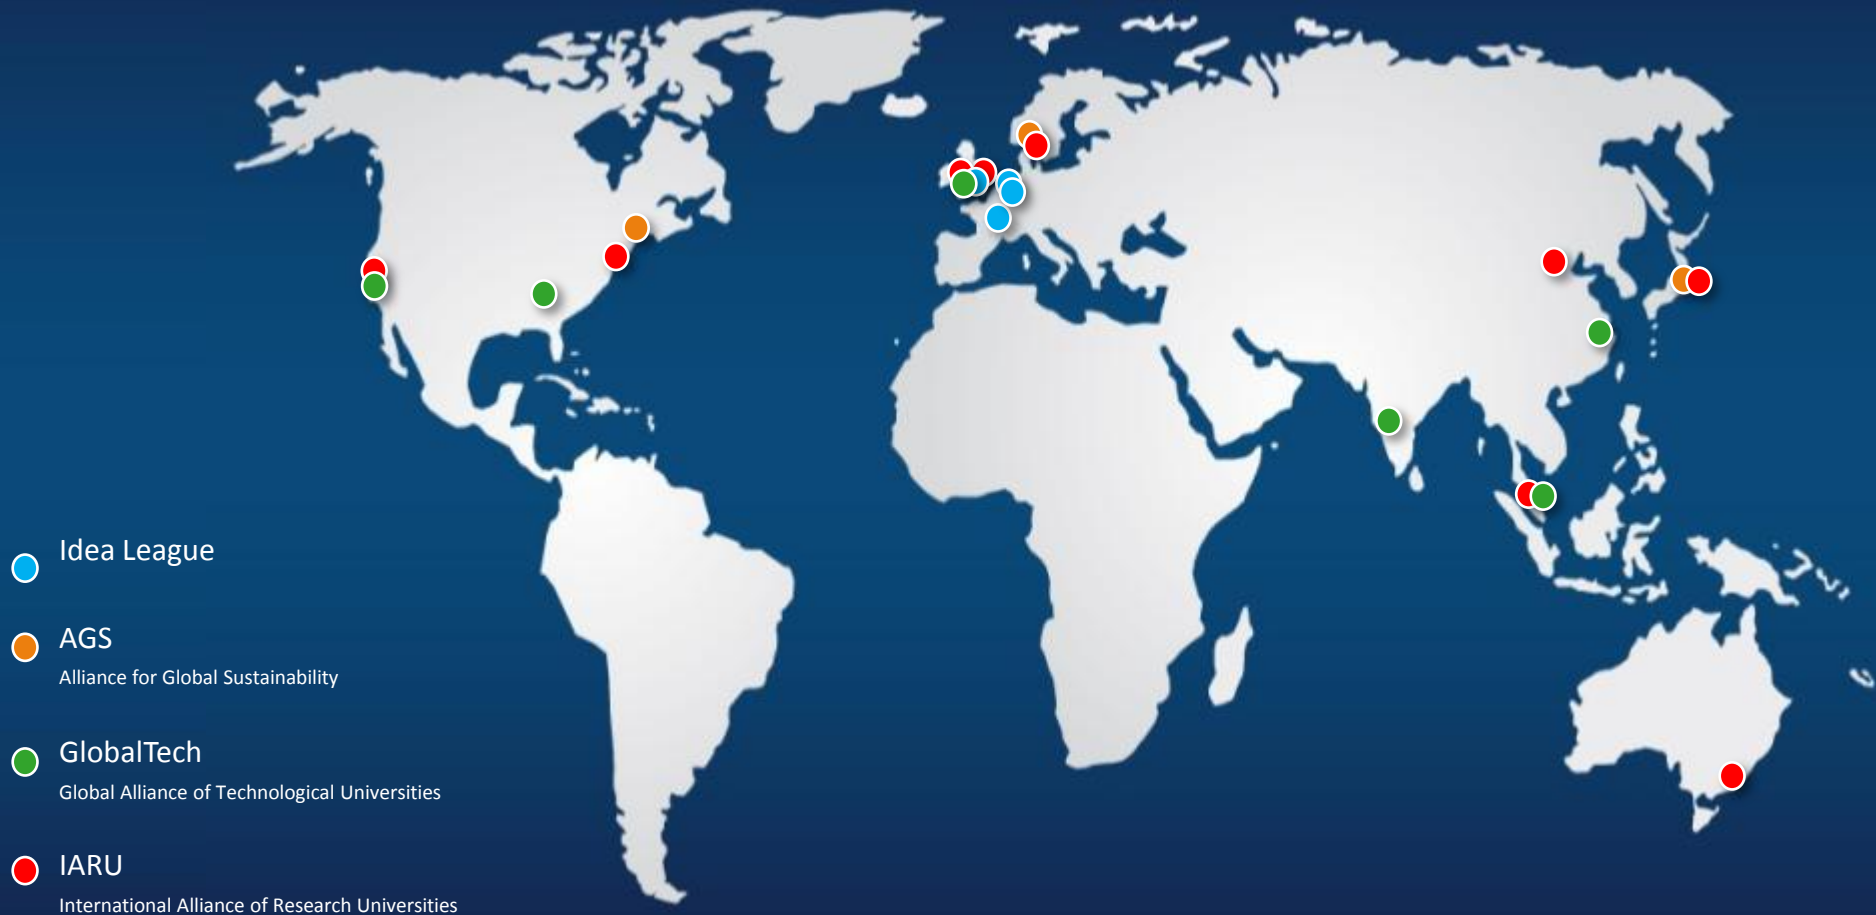 Idea League
AGS
Alliance for Global Sustainability
GlobalTech
Global Alliance of Technological Universities
IARU
International Alliance of Research Universities